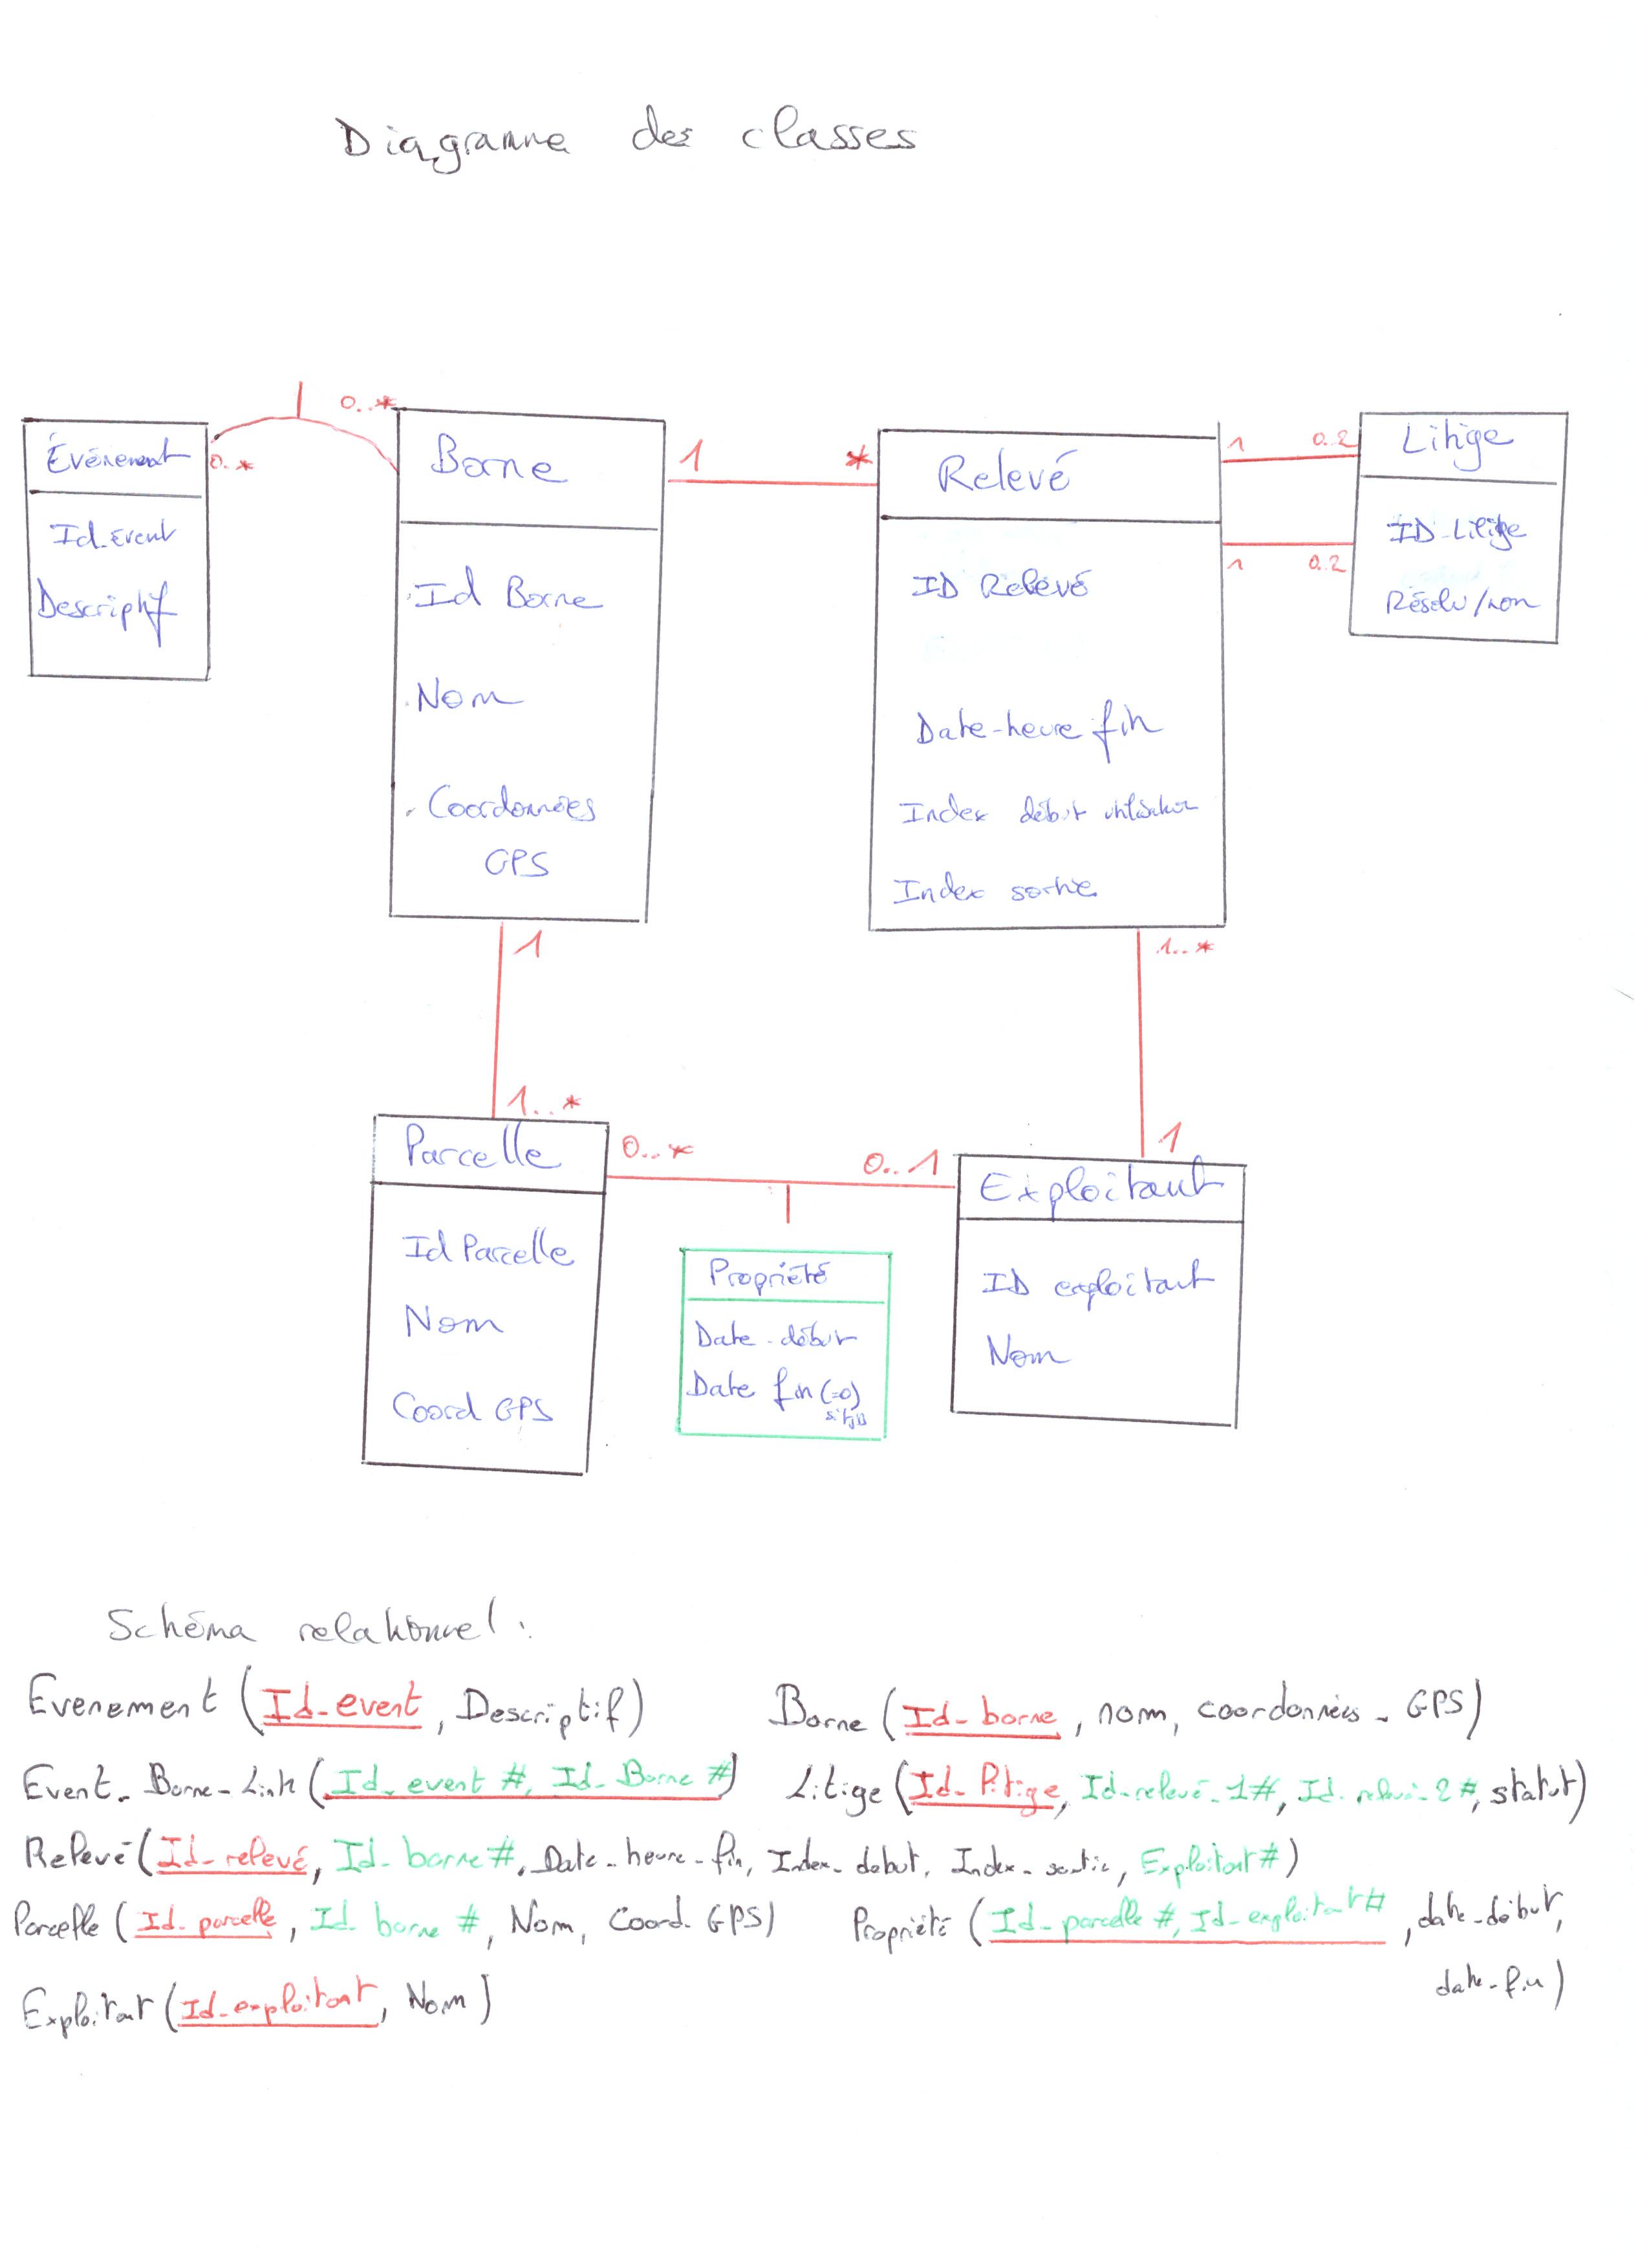 Diagramme des classes
0..*
Événement
0..*
Id_event
Descriptif
Borne
Id Borne
Nom
Coordonnées
GPS
1
*
Relevé
ID Relevé
Date-heure fin
Index début utilisation
Index sortie
1
0..2
1
0..2
Litige
ID-Litige
Résolu/non
1
1..*
1..*
1
Parcelle
Id Parcelle
Nom
Coord GPS
0..*
0..1
Propriété
Date-début
Date fin (=0)
Exploitant
ID exploitant
Nom
Schéma relationnel :
Evenement (Id_event, Descriptif)
Borne (Id_borne, nom, coordonnées_GPS)
Event_Borne_Link (Id_event #, Id_Borne #)
Litige (Id_litige, Id_relevé_1#, Id_relevé_2#, statut)
Relevé (Id_relevé, Id_borne #, Date_heure_fin, Index_debut, Index_sortie, Exploitant #)
Parcelle (Id_parcelle, Id_borne #, Nom, Coord_GPS)
Propriété (Id_parcelle #, Id_exploitant #, date_début,
date_fin)
Exploitant (Id_exploitant, Nom)